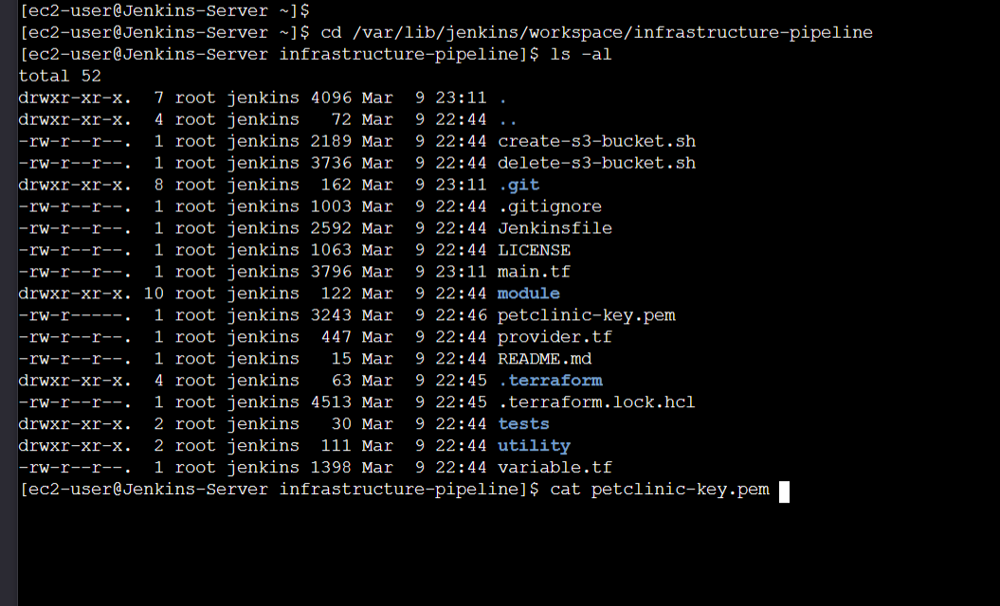 [ec2-user@Jenkins-Server ~]$
[ec2-user@Jenkins-Server ~]$ cd /var/lib/jenkins/workspace/infrastructure-pipeline
[ec2-user@Jenkins-Server infrastructure-pipeline]$ ls -al
total 52
drwxr-xr-x.  7 root jenkins 4096 Mar  9 23:11 .
drwxr-xr-x.  4 root jenkins   72 Mar  9 22:44 ..
-rw-r--r--.  1 root jenkins 2189 Mar  9 22:44 create-s3-bucket.sh
-rw-r--r--.  1 root jenkins 3736 Mar  9 22:44 delete-s3-bucket.sh
drwxr-xr-x.  8 root jenkins  162 Mar  9 23:11 .git
-rw-r--r--.  1 root jenkins 1003 Mar  9 22:44 .gitignore
-rw-r--r--.  1 root jenkins 2592 Mar  9 22:44 Jenkinsfile
-rw-r--r--.  1 root jenkins 1063 Mar  9 22:44 LICENSE
-rw-r--r--.  1 root jenkins 3796 Mar  9 23:11 main.tf
drwxr-xr-x. 10 root jenkins  122 Mar  9 22:44 module
-rw-r-----.  1 root jenkins 3243 Mar  9 22:46 petclinic-key.pem
-rw-r--r--.  1 root jenkins  447 Mar  9 22:44 provider.tf
-rw-r--r--.  1 root jenkins   15 Mar  9 22:44 README.md
drwxr-xr-x.  4 root jenkins   63 Mar  9 22:45 .terraform
-rw-r--r--.  1 root jenkins 4513 Mar  9 22:45 .terraform.lock.hcl
drwxr-xr-x.  2 root jenkins   30 Mar  9 22:44 tests
drwxr-xr-x.  2 root jenkins  111 Mar  9 22:44 utility
-rw-r--r--.  1 root jenkins 1398 Mar  9 22:44 variable.tf
[ec2-user@Jenkins-Server infrastructure-pipeline]$ cat petclinic-key.pem